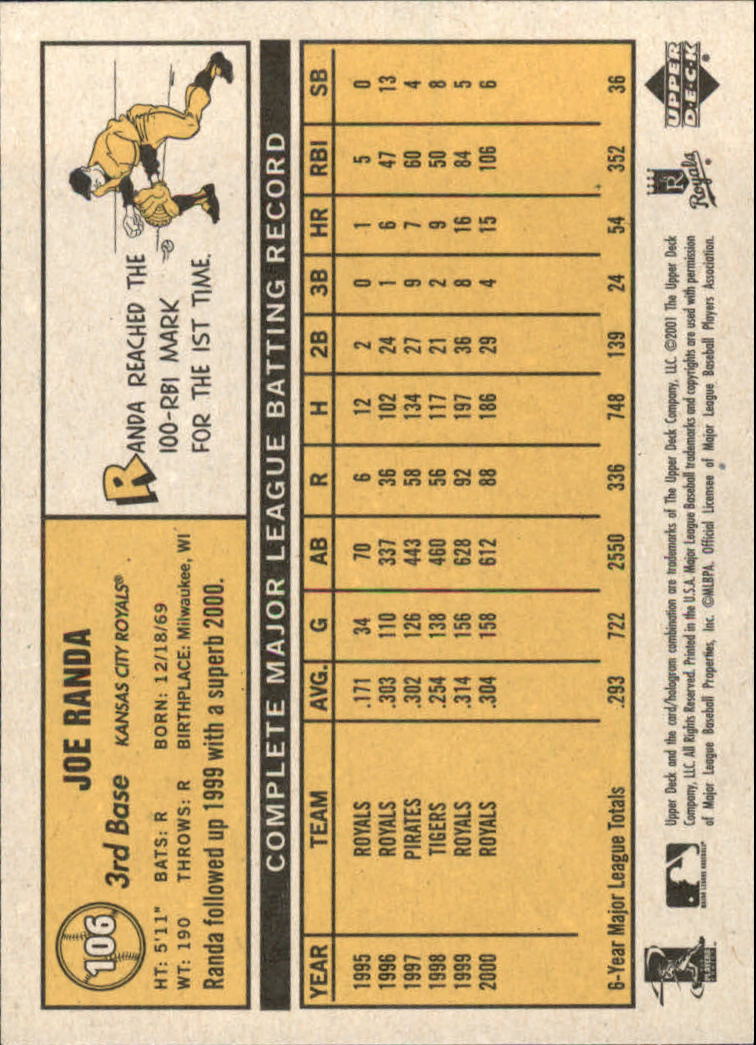 106
JOE RANDA
3rd Base KANSAS CITY ROYALS®
HT: 5'11" BATS: R BORN: 12/18/69
WT: 190 THROWS: R BIRTHPLACE: Milwaukee, WI
Randa followed up 1999 with a superb 2000.
RANDA REACHED THE
100-RBI MARK
FOR THE 1ST TIME.
COMPLETE MAJOR LEAGUE BATTING RECORD
YEAR TEAM AVG. G AB R H 2B 3B HR RBI SB
1995 ROYALS .171 34 70 6 12 2 0 1 5 0
1996 ROYALS .303 110 337 36 102 24 1 6 47 13
1997 PIRATES .302 126 443 58 134 27 9 7 60 4
1998 TIGERS .254 138 460 56 117 21 2 9 50 8
1999 ROYALS .314 156 628 92 197 36 8 16 84 5
2000 ROYALS .304 158 612 88 186 29 4 15 106 6
6-Year Major League Totals .293 722 2550 336 748 139 24 54 352 36
Upper Deck and the card/hologram combination are trademarks of The Upper Deck Company, LLC. ©2001 The Upper Deck
Company, LLC. All Rights Reserved. Printed in the U.S.A. Major League Baseball trademarks and copyrights are used with permission
of Major League Baseball Properties, Inc. ©MLBPA. Official Licensee of Major League Baseball Players Association.
PLAYERS
MAJOR LEAGUE BASEBALL
R
Royals
UPPER
DECK